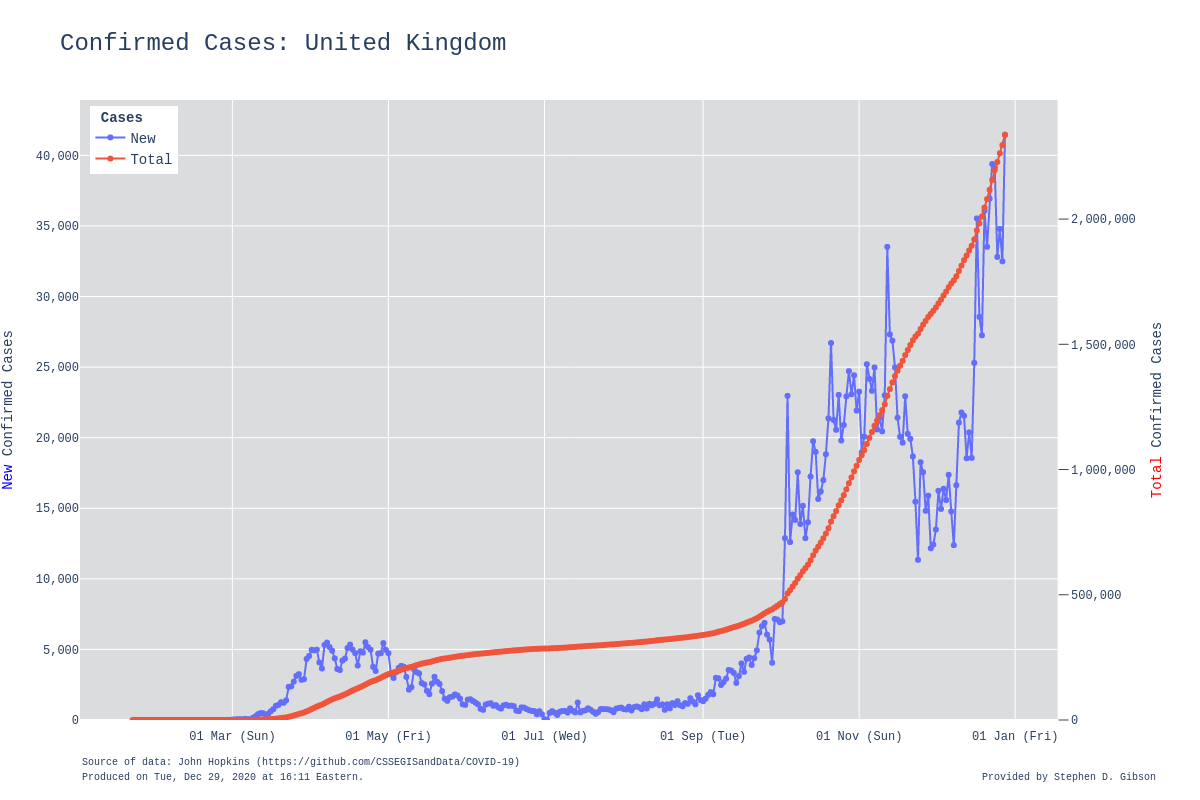 Confirmed Cases: United Kingdom
Cases
New
Total
40,000
35,000
30,000
25,000
20,000
15,000
10,000
5,000
0
New Confirmed Cases
2,000,000
1,500,000
1,000,000
500,000
0
Total Confirmed Cases
01 Mar (Sun)
01 May (Fri)
01 Jul (Wed)
01 Sep (Tue)
01 Nov (Sun)
01 Jan (Fri)
Source of data: John Hopkins (https://github.com/CSSEGISandData/COVID-19)
Produced on Tue, Dec 29, 2020 at 16:11 Eastern.
Provided by Stephen D. Gibson